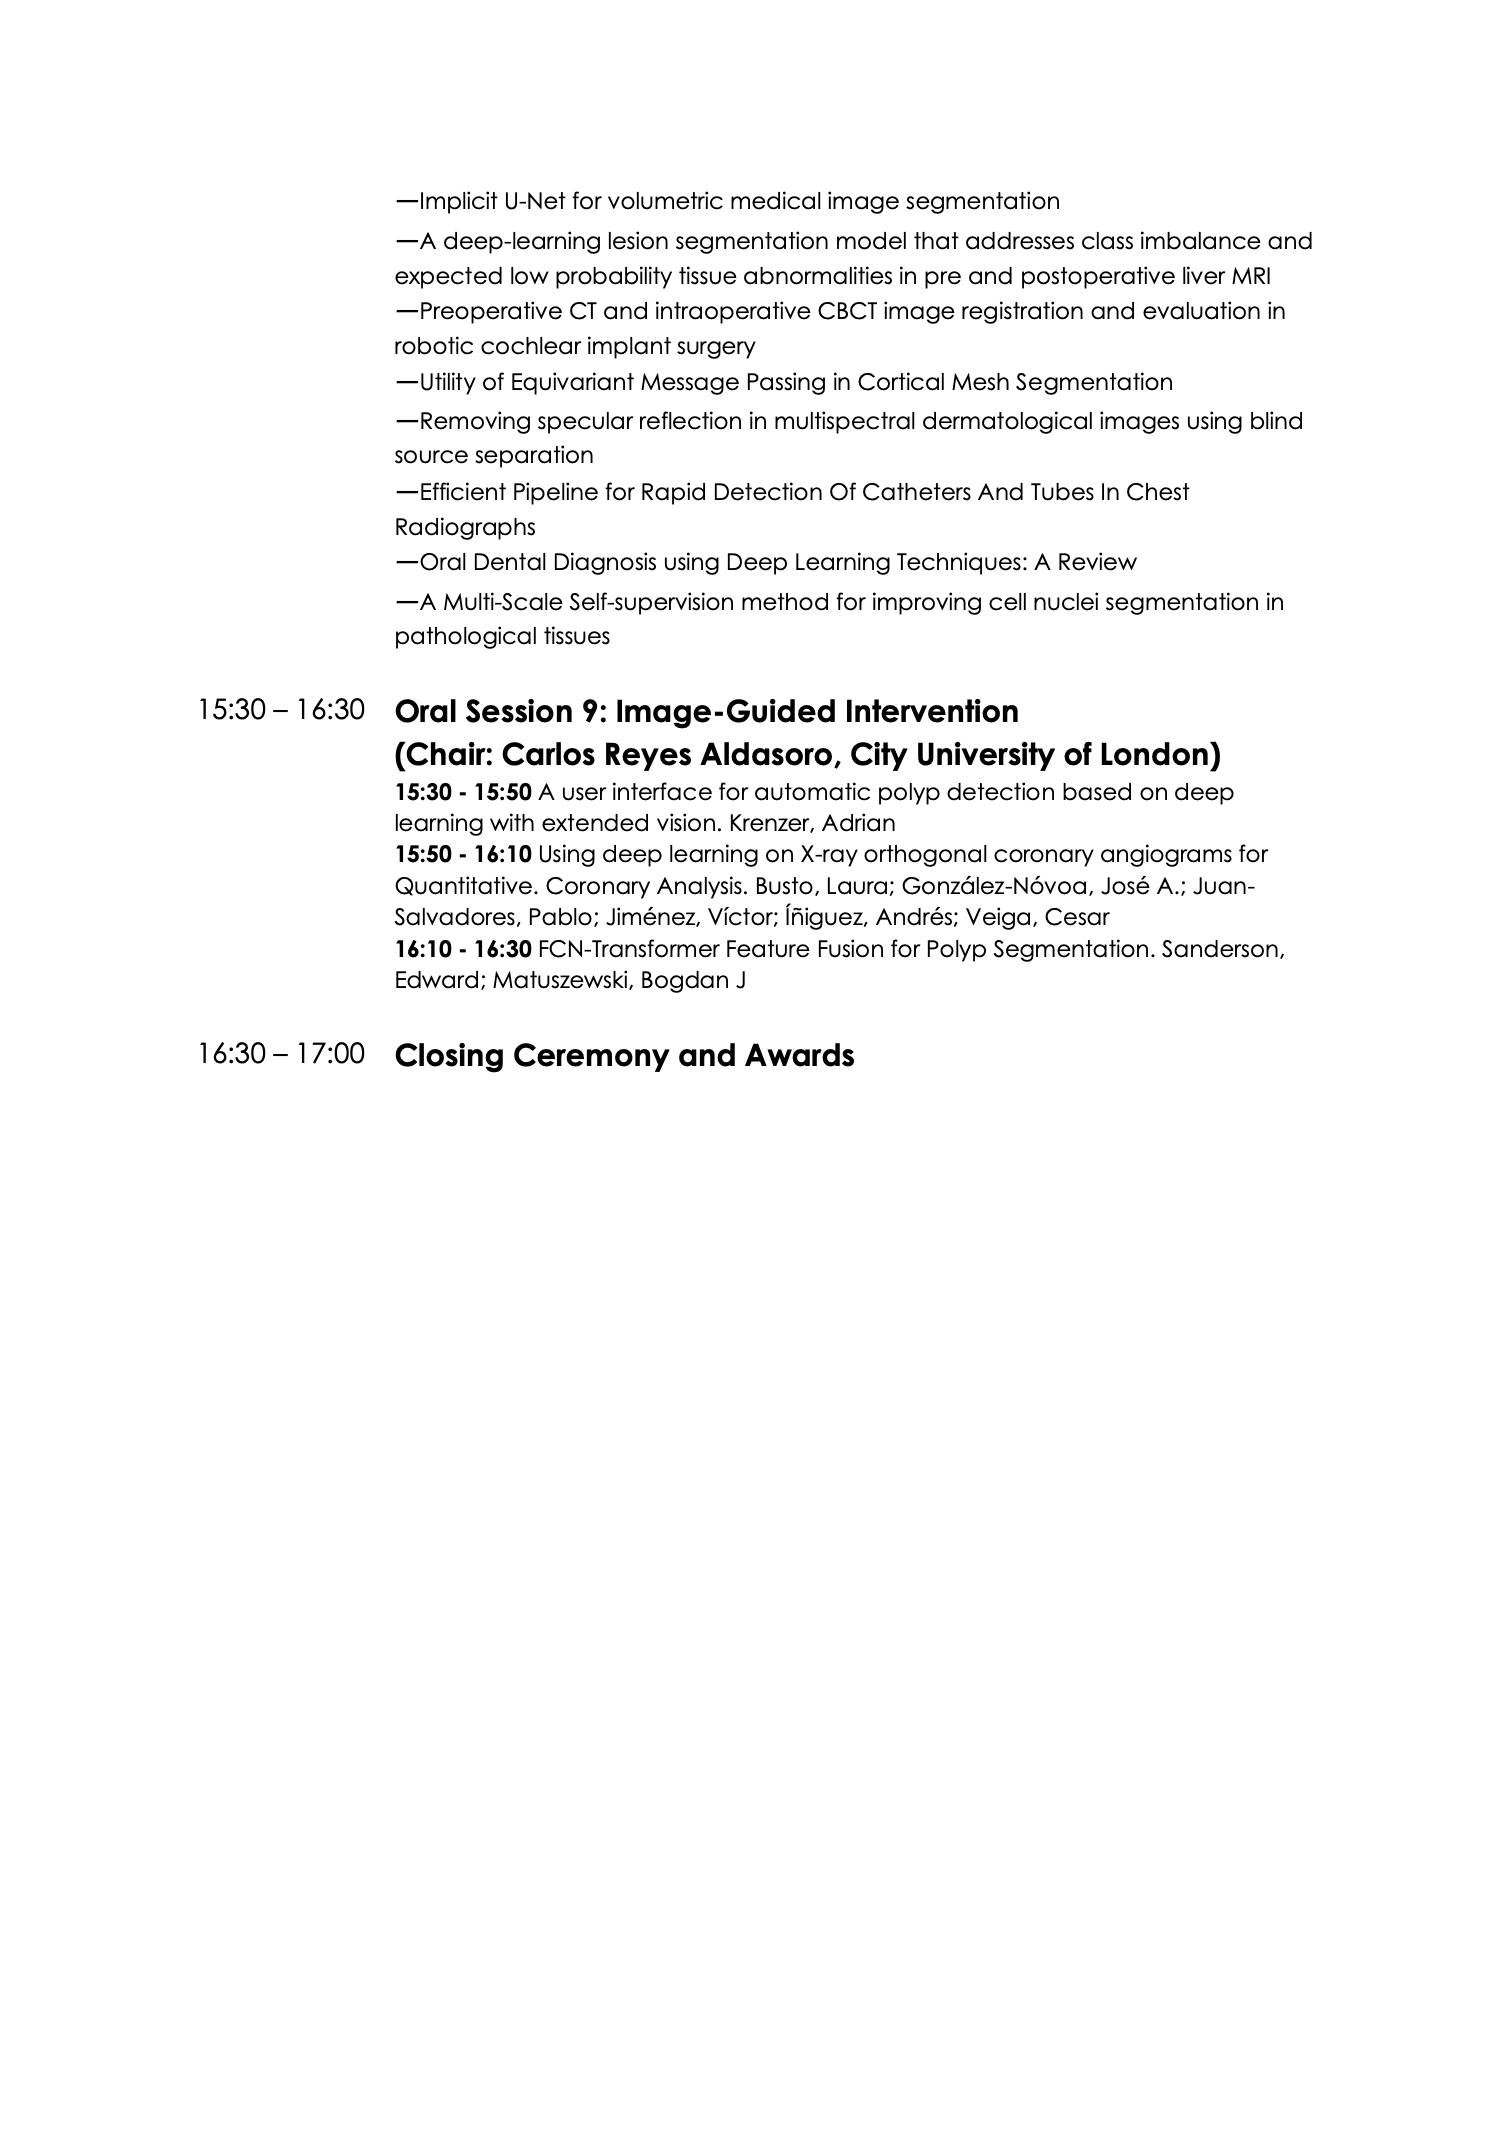 —Implicit U-Net for volumetric medical image segmentation
—A deep-learning lesion segmentation model that addresses class imbalance and
expected low probability tissue abnormalities in pre and postoperative liver MRI
—Preoperative CT and intraoperative CBCT image registration and evaluation in
robotic cochlear implant surgery
—Utility of Equivariant Message Passing in Cortical Mesh Segmentation
—Removing specular reflection in multispectral dermatological images using blind
source separation
—Efficient Pipeline for Rapid Detection Of Catheters And Tubes In Chest
Radiographs
—Oral Dental Diagnosis using Deep Learning Techniques: A Review
—A Multi-Scale Self-supervision method for improving cell nuclei segmentation in
pathological tissues
15:30 – 16:30 Oral Session 9: Image-Guided Intervention
(Chair: Carlos Reyes Aldasoro, City University of London)
15:30 - 15:50 A user interface for automatic polyp detection based on deep
learning with extended vision. Krenzer, Adrian
15:50 - 16:10 Using deep learning on X-ray orthogonal coronary angiograms for
Quantitative. Coronary Analysis. Busto, Laura; González-Nóvoa, José A.; Juan-
Salvadores, Pablo; Jiménez, Víctor; Íñiguez, Andrés; Veiga, Cesar
16:10 - 16:30 FCN-Transformer Feature Fusion for Polyp Segmentation. Sanderson,
Edward; Matuszewski, Bogdan J
16:30 – 17:00 Closing Ceremony and Awards